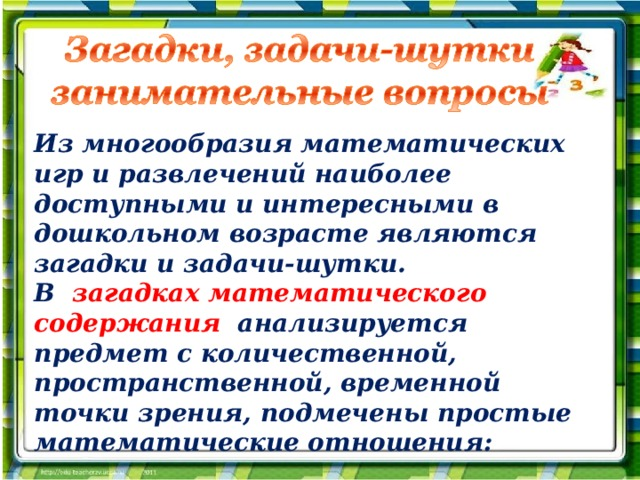 Загадки, задачи-шутки
занимательные вопросы
3
Из многообразия математических
игр и развлечений наиболее
доступными и интересными в
дошкольном возрасте являются
загадки и задачи-шутки.
В загадках математического
содержания анализируется
предмет с количественной,
пространственной, временной
точки зрения, подмечены простые
математические отношения: